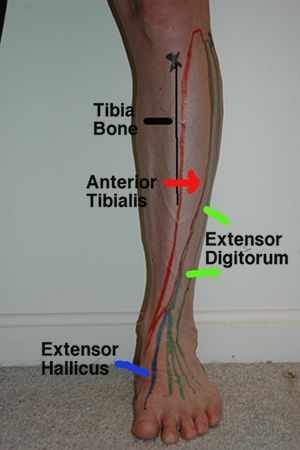 Tibia
Bone
Anterior
Tibialis
Extensor
Digitorum
Extensor
Hallicus